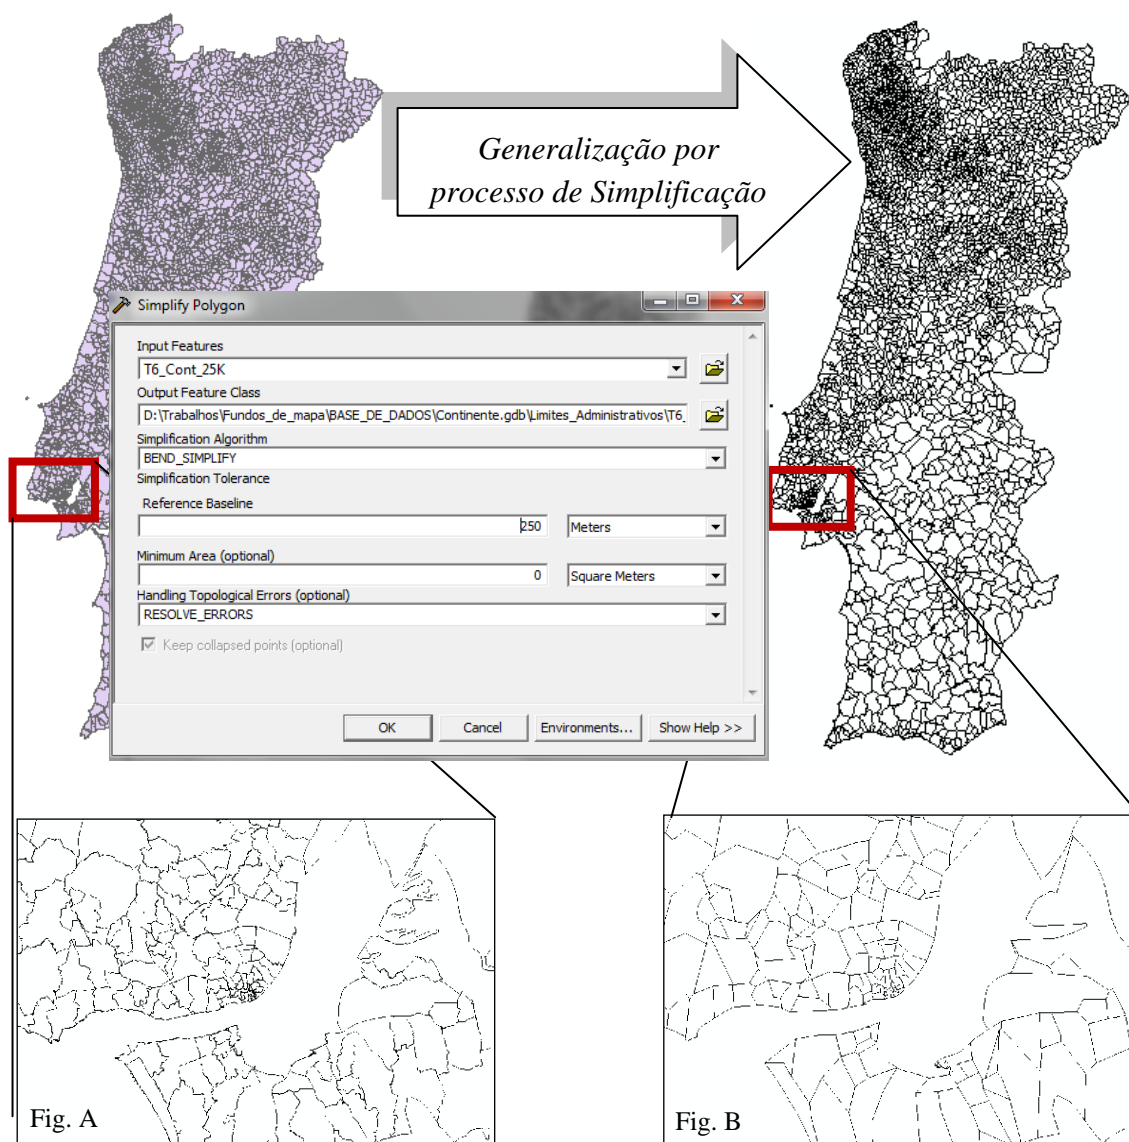 Generalização por
processo de Simplificação
Simplify Polygon
Input Features
T6_Cont_25K
Output Feature Class
D:\Trabalhos\Fundos_de_mapa\BASE_DE_DADOS\Continente.gdb\Limites_Administrativos\T6_
Simplification Algorithm
BEND_SIMPLIFY
Simplification Tolerance
Reference Baseline
250 Meters
Minimum Area (optional)
0 Square Meters
Handling Topological Errors (optional)
RESOLVE_ERRORS
Keep collapsed points (optional)
OK Cancel Environments... Show Help >>
Fig. A
Fig. B